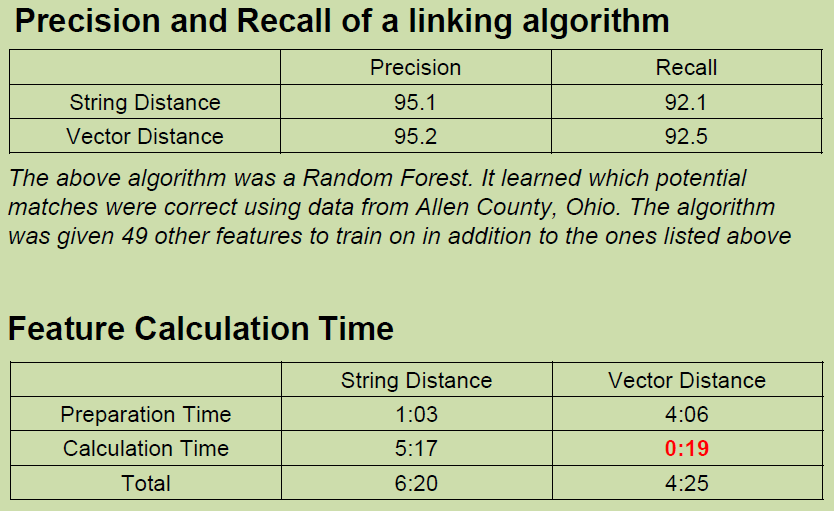 Precision and Recall of a linking algorithm
Precision Recall
String Distance 95.1 92.1
Vector Distance 95.2 92.5
The above algorithm was a Random Forest. It learned which potential
matches were correct using data from Allen County, Ohio. The algorithm
was given 49 other features to train on in addition to the ones listed above
Feature Calculation Time
String Distance Vector Distance
Preparation Time 1:03 4:06
Calculation Time 5:17 0:19
Total 6:20 4:25